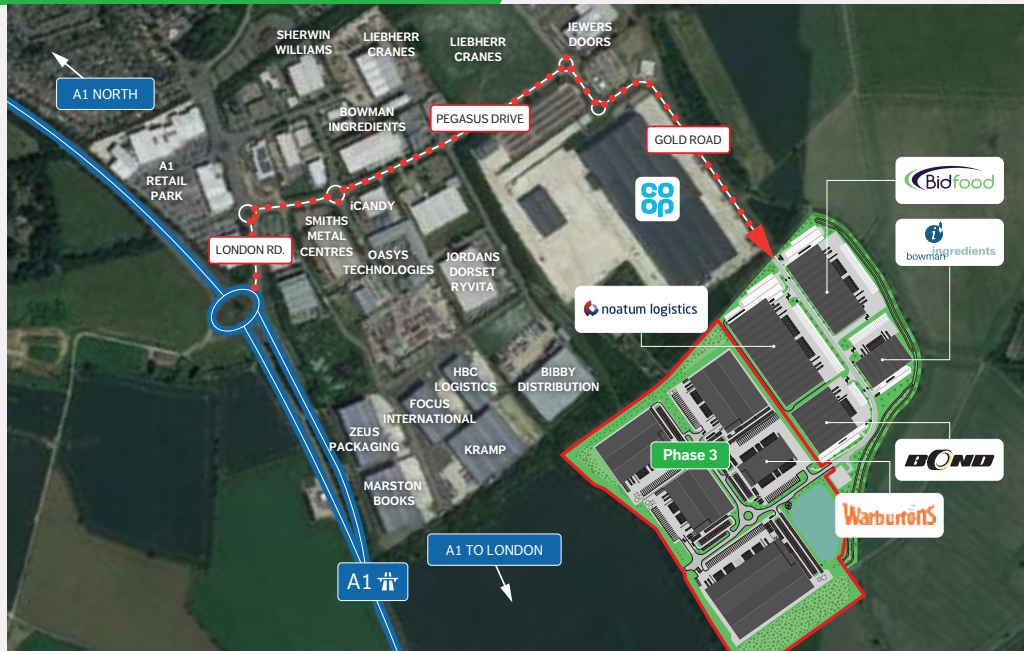 A1 NORTH
SHERWIN
WILLIAMS
LIEBHERR
CRANES
LIEBHERR
CRANES
JEWERS
DOORS
BOWMAN
INGREDIENTS
PEGASUS DRIVE
GOLD ROAD
A1
RETAIL
PARK
CO
OP
Bidfood
iCANDY
SMITHS
METAL
CENTRES
LONDON RD.
OASYS
TECHNOLOGIES
JORDANS
DORSET
RYVITA
i
ingredients
bowman
noatum logistics
HBC
LOGISTICS
BIBBY
DISTRIBUTION
FOCUS
INTERNATIONAL
ZEUS
PACKAGING
KRAMP
Phase 3
BOND
MARSTON
BOOKS
Warburtons
A1 TO LONDON
A1